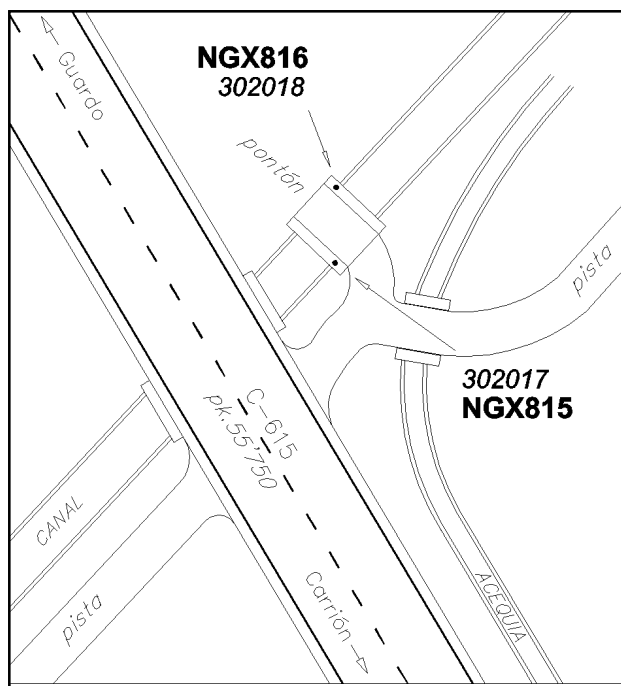 Guardo
NGX816
302018
pontón
pista
302017
NGX815
C-615
pk.55'750
CANAL
pista
Carrión
ACEQUIA